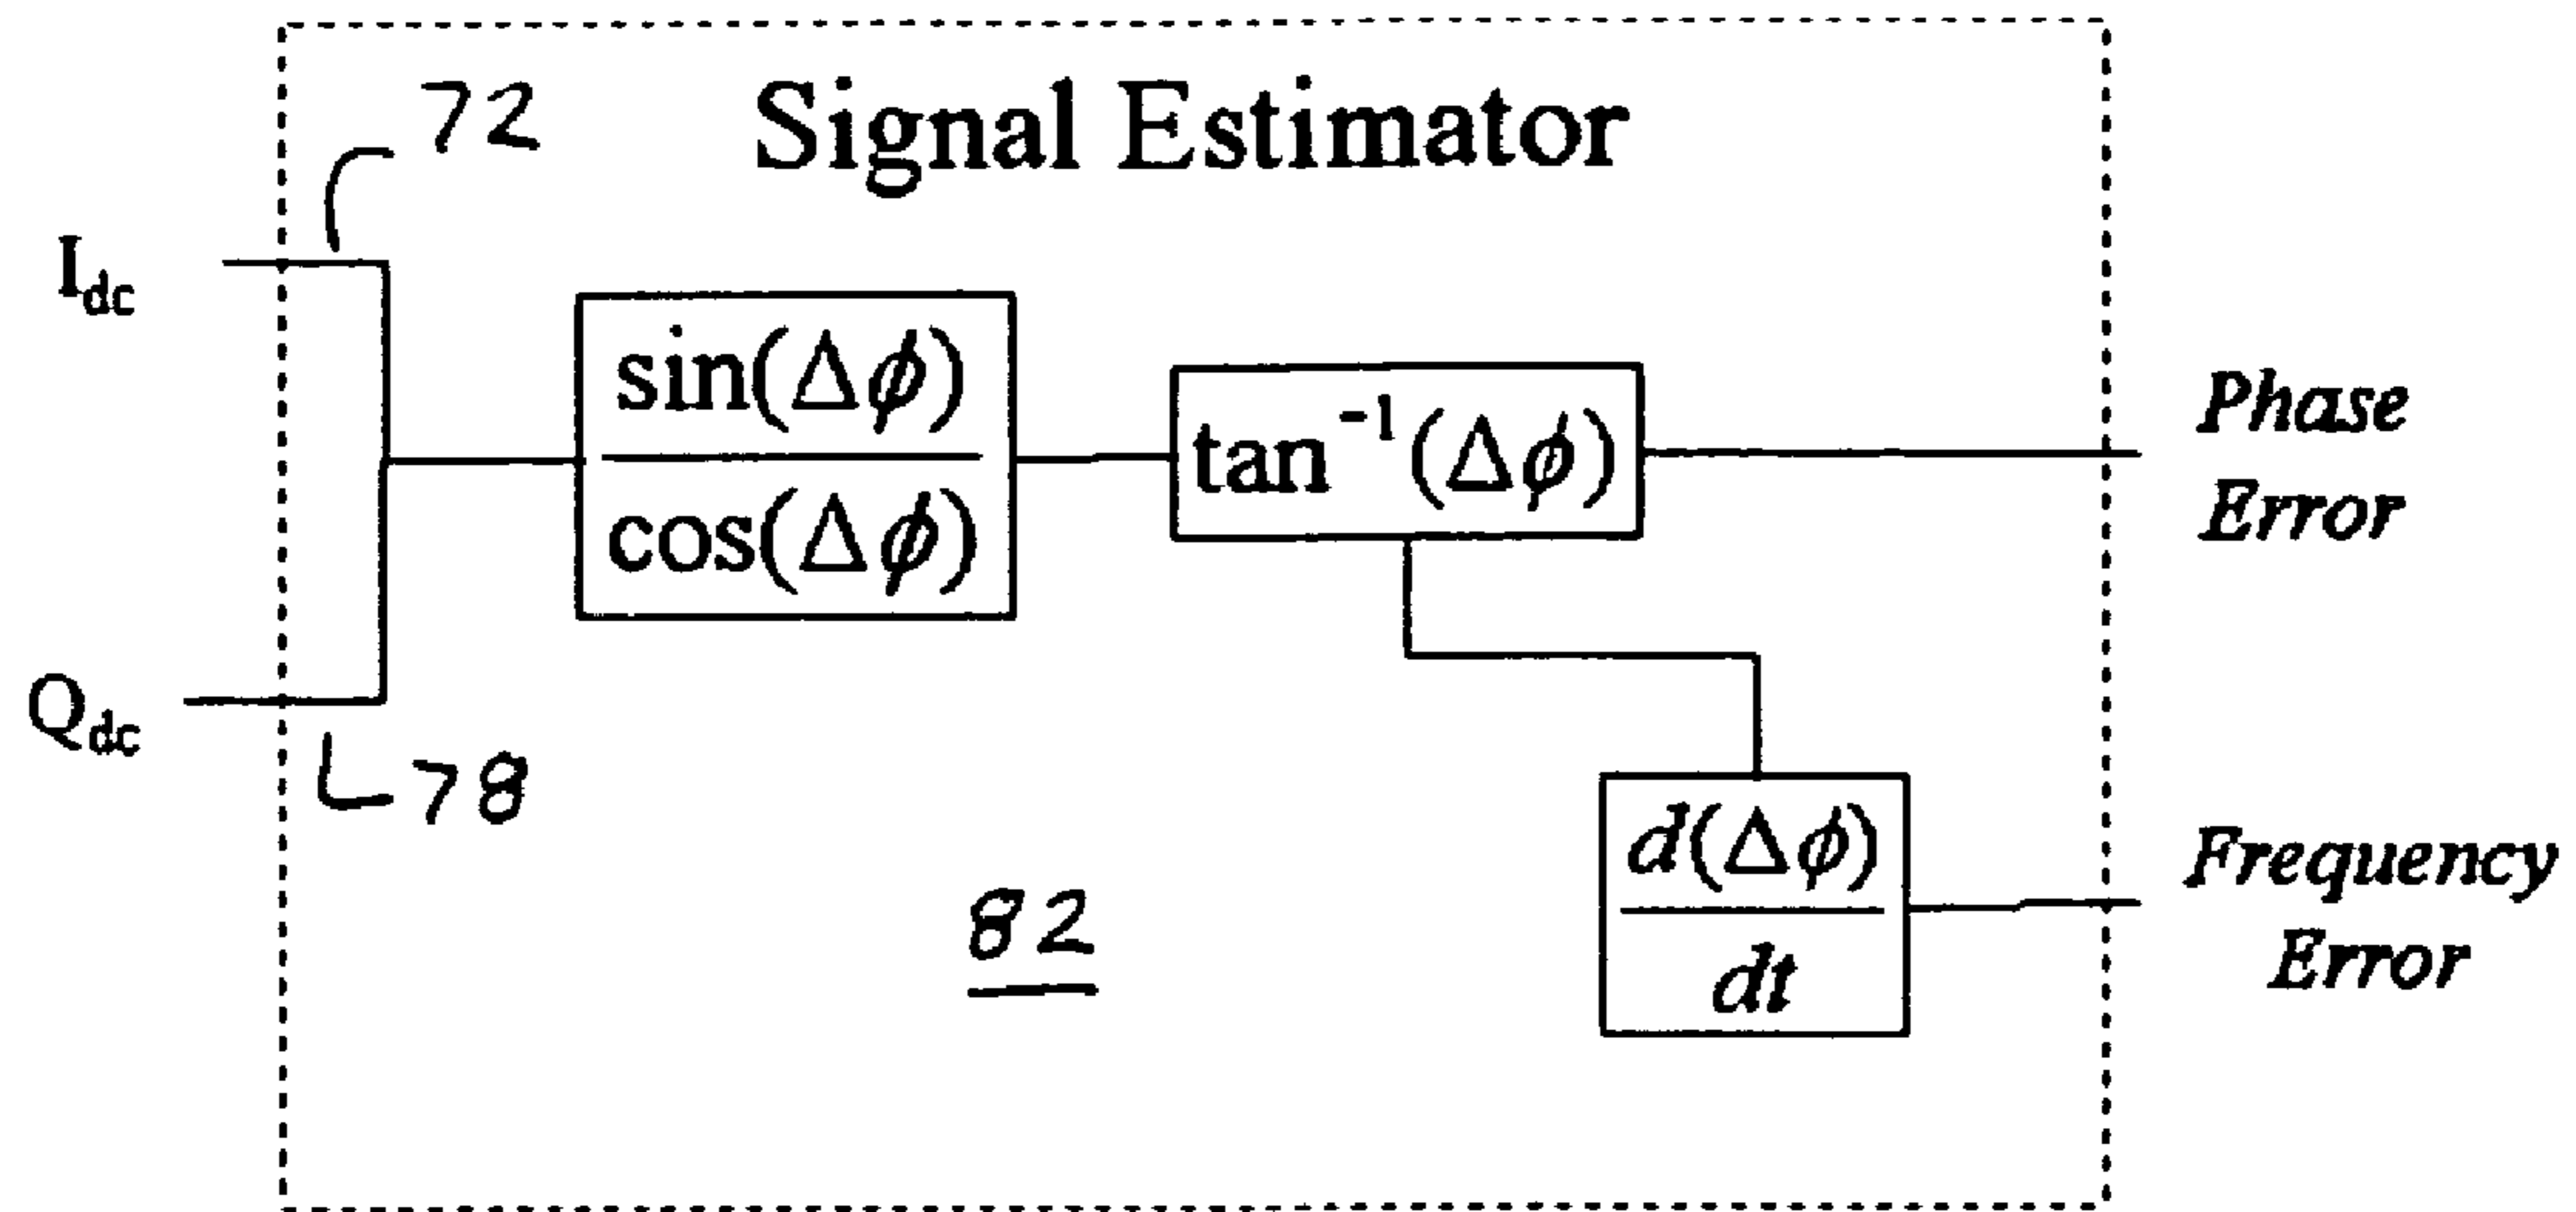 Signal Estimator
72
I_dc
sin(Δϕ)
cos(Δϕ)
tan⁻¹(Δϕ)
Phase
Error
Q_dc
78
d(Δϕ)
dt
Frequency
Error
82